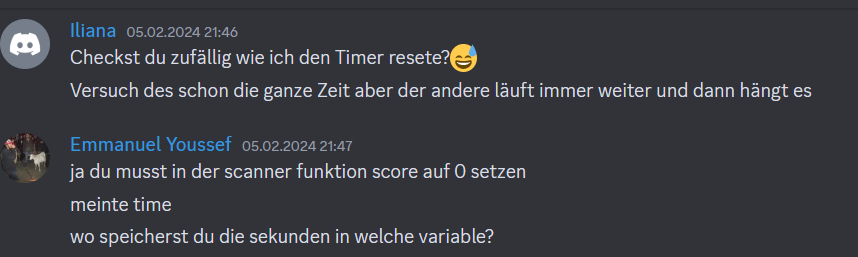 Iliana 05.02.2024 21:46
Checkst du zufällig wie ich den Timer resete?😅
Versuch des schon die ganze Zeit aber der andere läuft immer weiter und dann hängt es
Emmanuel Youssef 05.02.2024 21:47
ja du musst in der scanner funktion score auf 0 setzen
meinte time
wo speicherst du die sekunden in welche variable?